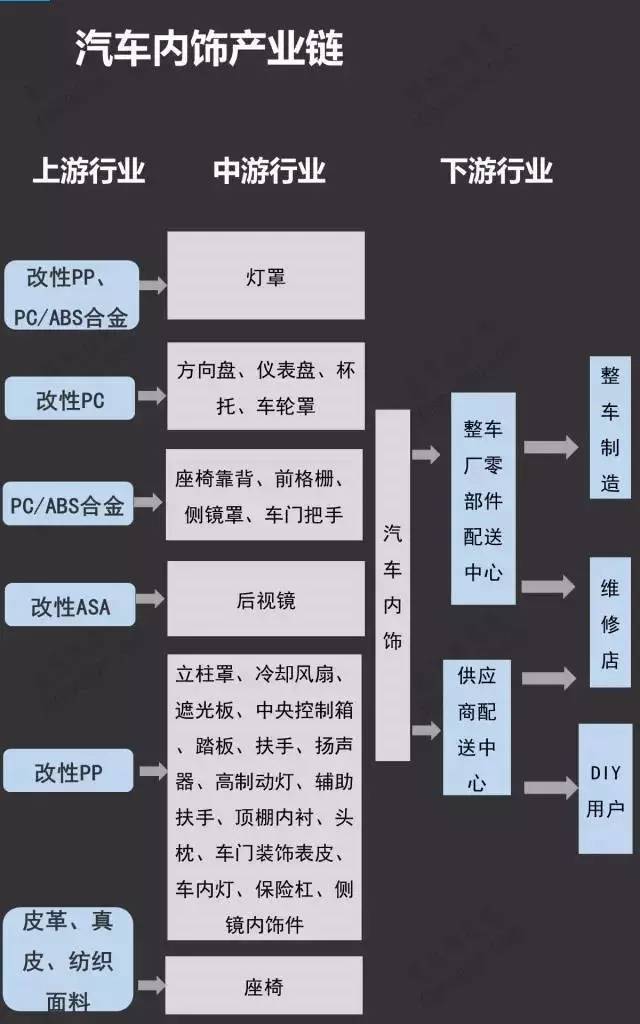 汽车内饰产业链
上游行业
中游行业
下游行业
改性PP、
PC/ABS合金
灯罩
改性PC
方向盘、仪表盘、杯
托、车轮罩
PC/ABS合金
座椅靠背、前格栅、
侧镜罩、车门把手
改性ASA
后视镜
改性PP
立柱罩、冷却风扇、
遮光板、中央控制箱
、踏板、扶手、扬声
器、高制动灯、辅助
扶手、顶棚内衬、头
枕、车门装饰表皮、
车内灯、保险杠、侧
镜内饰件
皮革、真
皮、纺织
面料
座椅
汽
车
内
饰
整车
厂零
部件
配送
中心
供应
商配
送中
心
整
车
制
造
维
修
店
DIY
用户